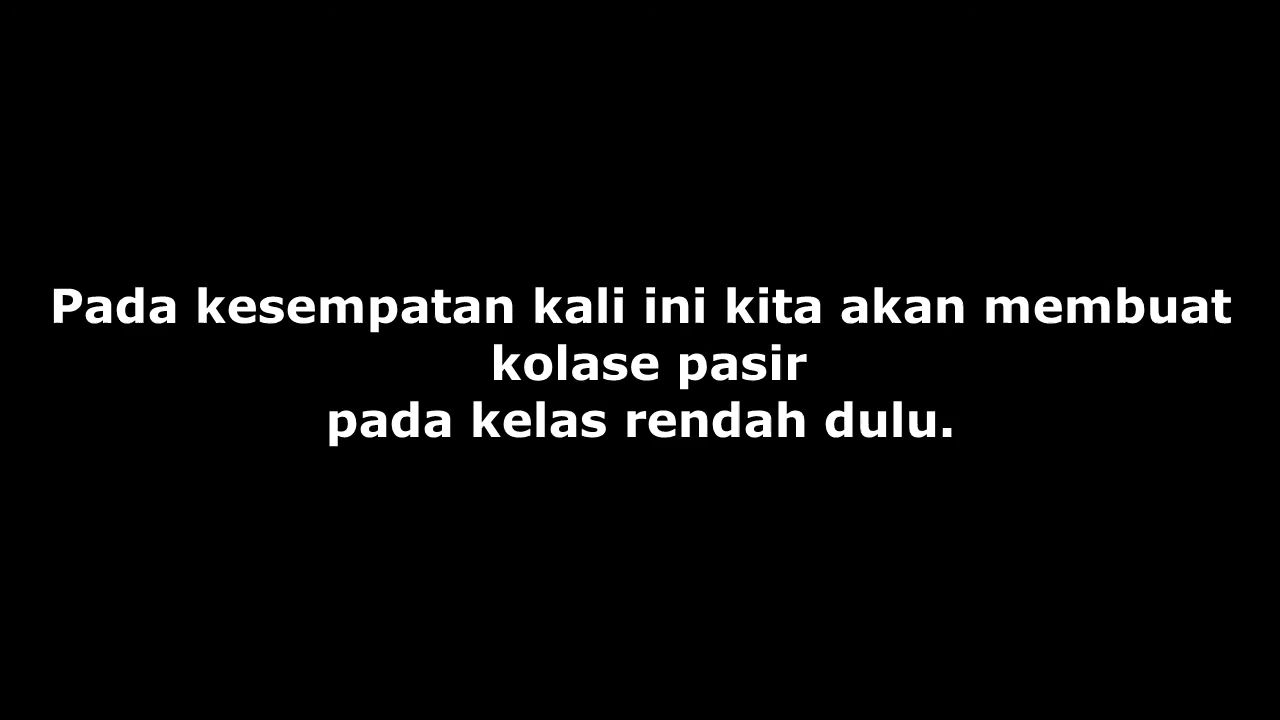 Pada kesempatan kali ini kita akan membuat
kolase pasir
pada kelas rendah dulu.